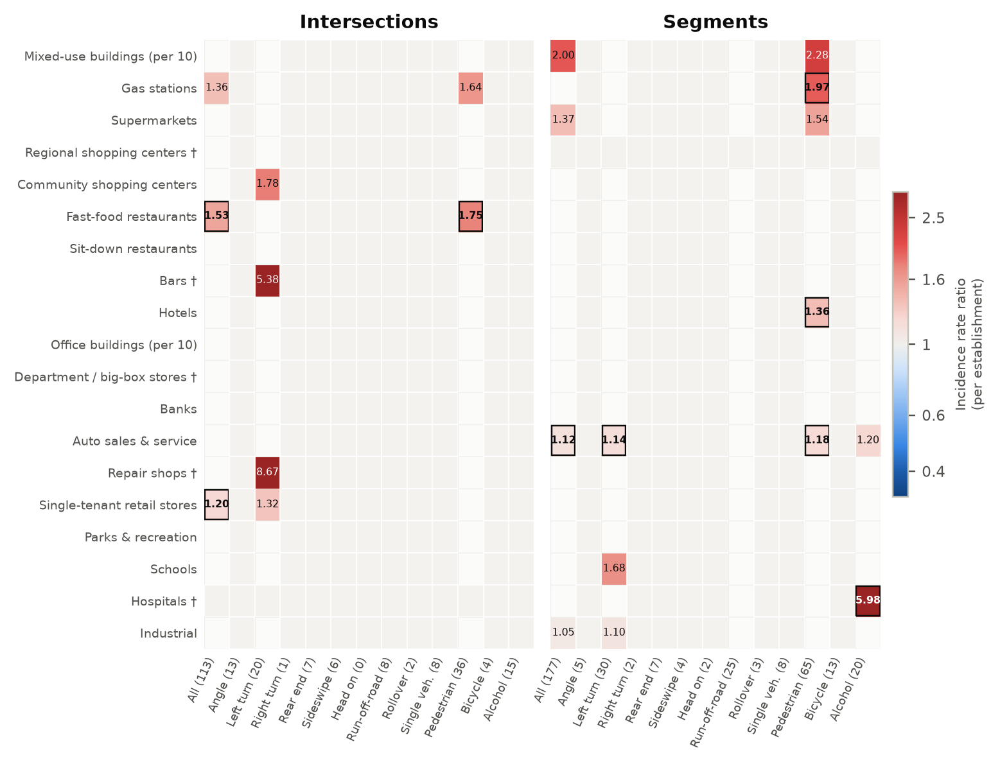 Intersections
Segments
Mixed-use buildings (per 10)
2.00
2.28
Gas stations
1.36
1.64
1.97
Supermarkets
1.37
1.54
Regional shopping centers †
Community shopping centers
1.78
Fast-food restaurants
1.53
1.75
Sit-down restaurants
Bars †
5.38
Hotels
1.36
Office buildings (per 10)
Department / big-box stores †
Banks
Auto sales & service
1.12
1.14
1.18
1.20
Repair shops †
8.67
Single-tenant retail stores
1.20
1.32
Parks & recreation
Schools
1.68
Hospitals †
5.98
Industrial
1.05
1.10
All (113)
Angle (13)
Left turn (20)
Right turn (1)
Rear end (7)
Sideswipe (6)
Head on (0)
Run-off-road (8)
Rollover (2)
Single veh. (8)
Pedestrian (36)
Bicycle (4)
Alcohol (15)
All (177)
Angle (5)
Left turn (30)
Right turn (2)
Rear end (7)
Sideswipe (4)
Head on (2)
Run-off-road (25)
Rollover (3)
Single veh. (8)
Pedestrian (65)
Bicycle (13)
Alcohol (20)
2.5
1.6
1
0.6
0.4
Incidence rate ratio
(per establishment)